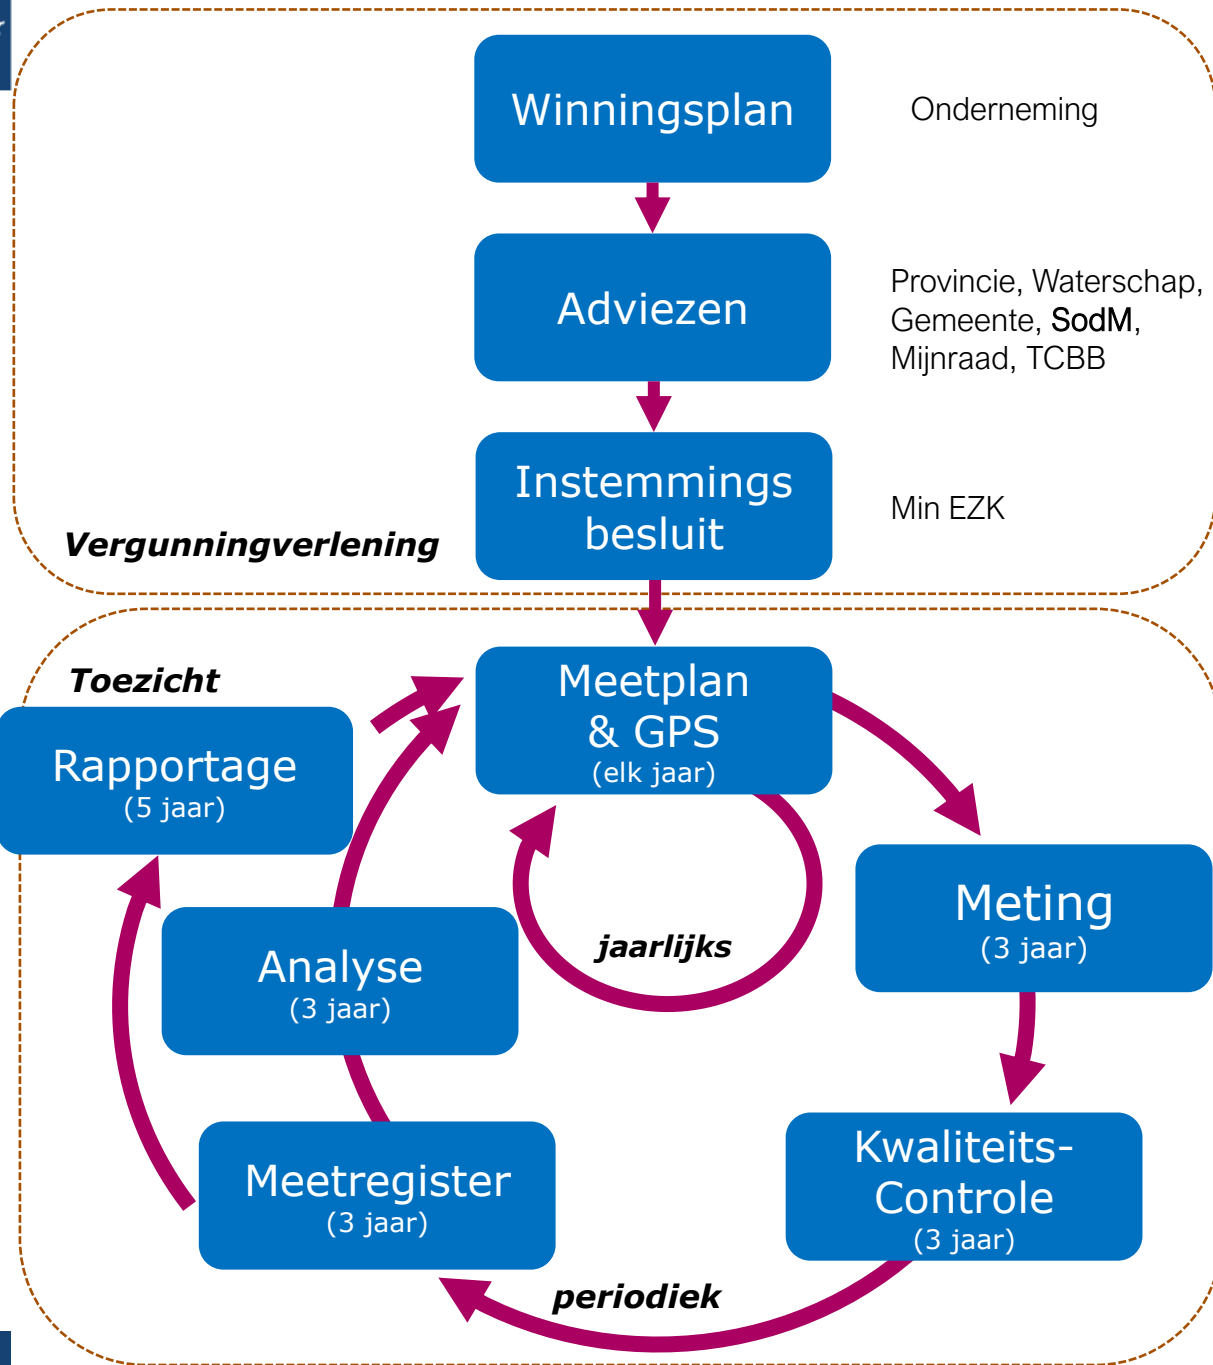 Winningsplan
Onderneming
Adviezen
Provincie, Waterschap,
Gemeente, SodM,
Mijnraad, TCBB
Instemmings
besluit
Min EZK
Vergunningverlening
Toezicht
Meetplan
& GPS
(elk jaar)
Rapportage
(5 jaar)
Meting
(3 jaar)
jaarlijks
Analyse
(3 jaar)
Kwaliteits-
Controle
(3 jaar)
Meetregister
(3 jaar)
periodiek